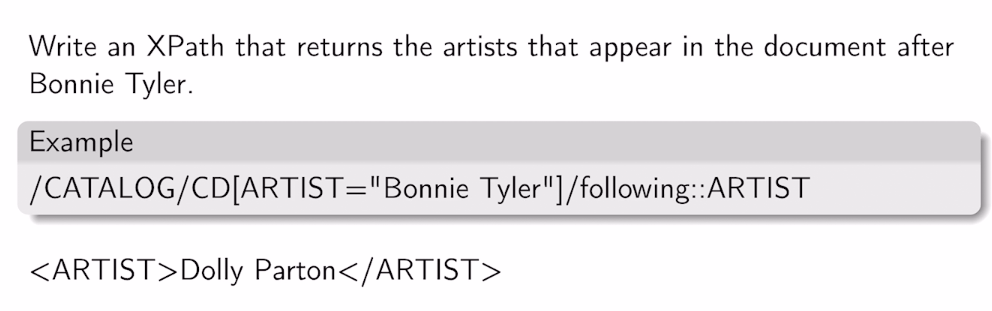 Write an XPath that returns the artists that appear in the document after
Bonnie Tyler.
Example
/CATALOG/CD[ARTIST="Bonnie Tyler"]/following::ARTIST
<ARTIST>Dolly Parton</ARTIST>